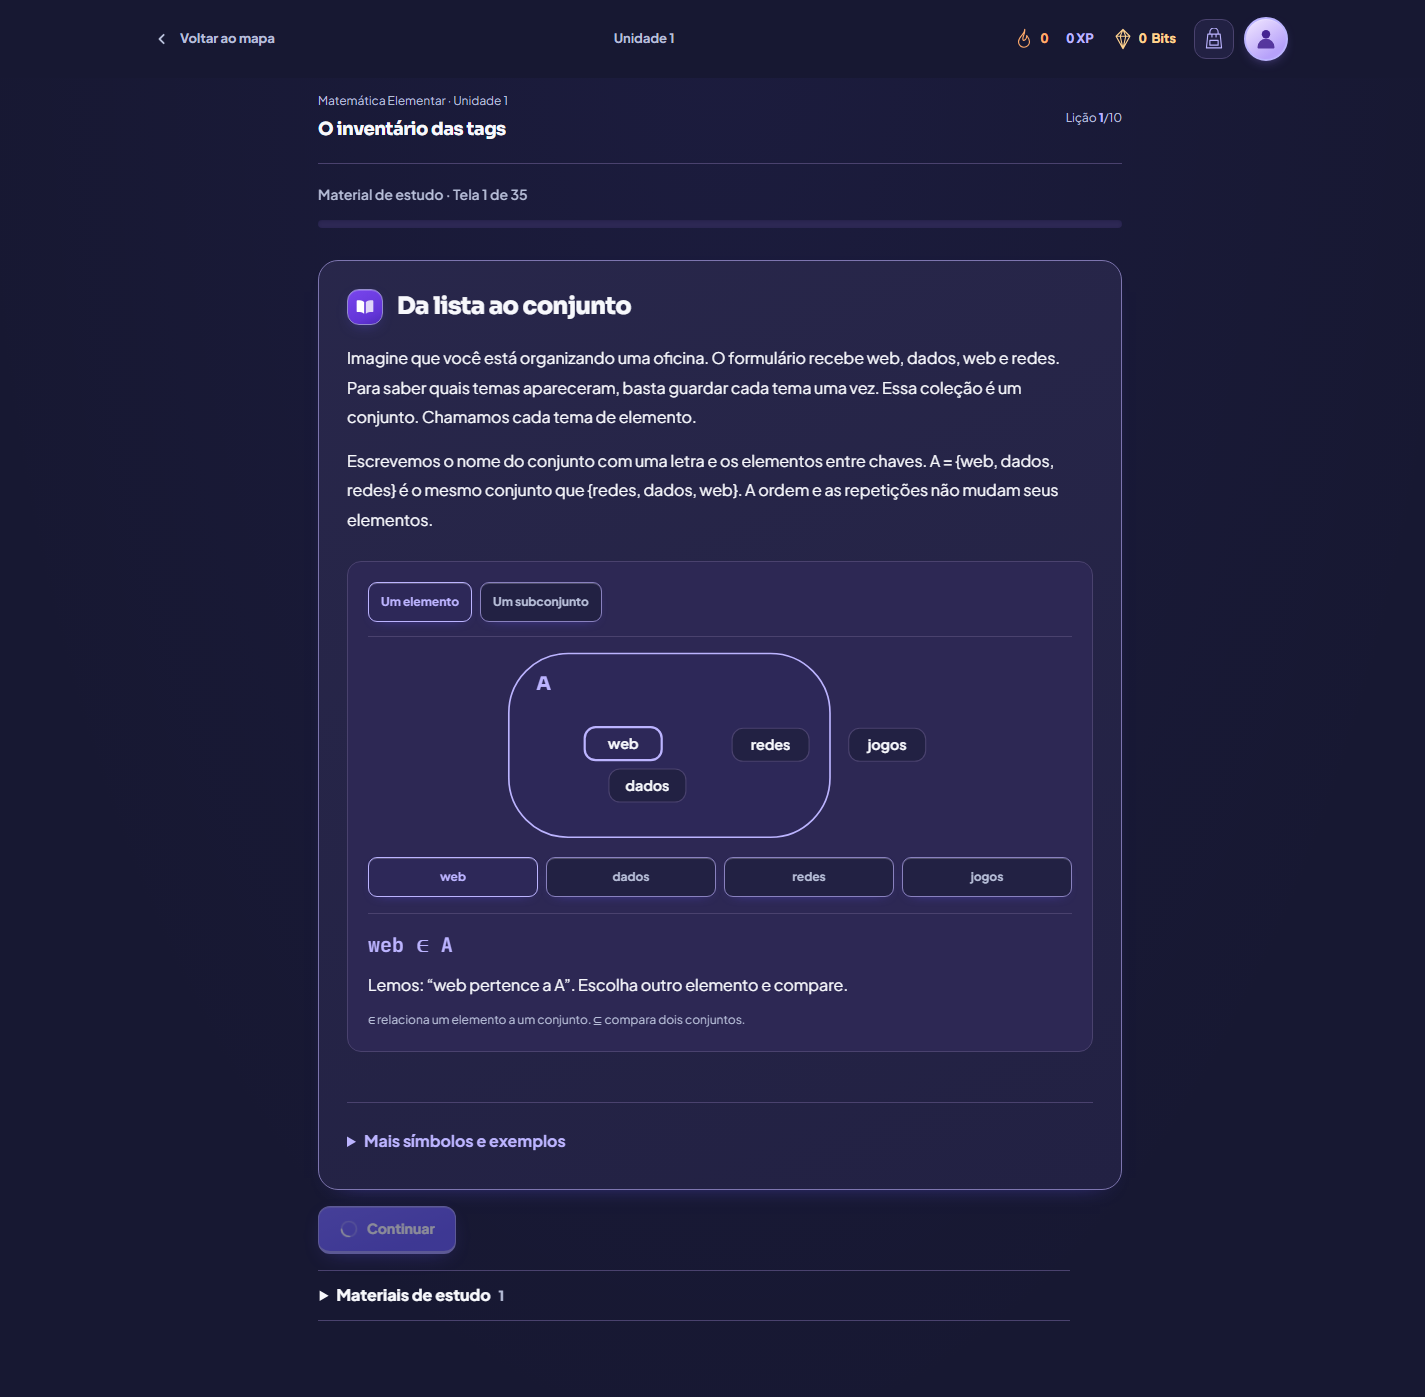 Voltar ao mapa
Unidade 1
0
0 XP
0 Bits
Matemática Elementar · Unidade 1
O inventário das tags
Lição 1/10
Material de estudo · Tela 1 de 35
Da lista ao conjunto
Imagine que você está organizando uma oficina. O formulário recebe web, dados, web e redes.
Para saber quais temas apareceram, basta guardar cada tema uma vez. Essa coleção é um
conjunto. Chamamos cada tema de elemento.
Escrevemos o nome do conjunto com uma letra e os elementos entre chaves. A = {web, dados,
redes} é o mesmo conjunto que {redes, dados, web}. A ordem e as repetições não mudam seus
elementos.
Um elemento
Um subconjunto
A
web
redes
jogos
dados
web
dados
redes
jogos
web ∈ A
Lemos: “web pertence a A”. Escolha outro elemento e compare.
∈ relaciona um elemento a um conjunto. ⊆ compara dois conjuntos.
Mais símbolos e exemplos
Continuar
Materiais de estudo 1